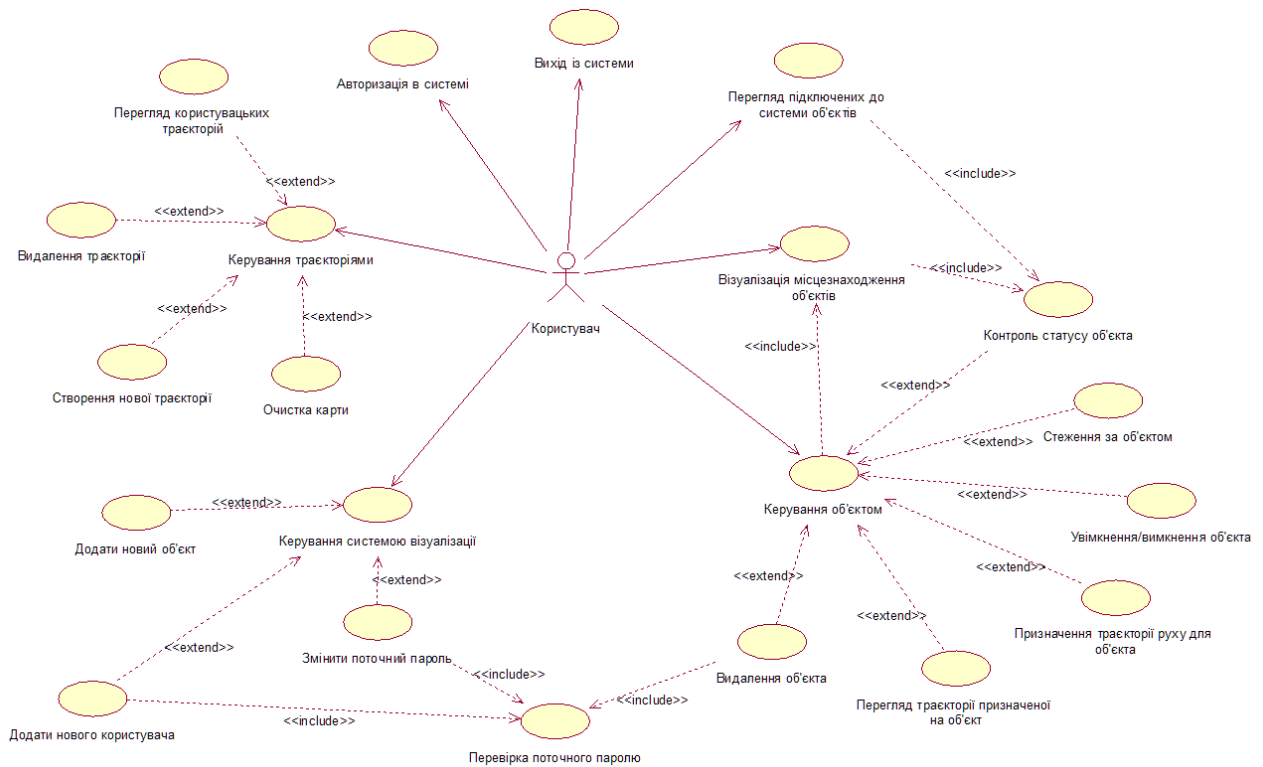 Вихід із системи
Авторизація в системі
Перегляд підключених до
системи об'єктів
Перегляд користувацьких
траєкторій
<<include>>
<<extend>>
<<extend>>
Видалення траєкторії
Керування траєкторіями
Візуалізація місцезнаходження
об'єктів
<<include>>
<<extend>>
<<extend>>
Користувач
Контроль статусу об'єкта
<<include>>
<<extend>>
Створення нової траєкторії
Очистка карти
Стеження за об'єктом
<<extend>>
<<extend>>
<<extend>>
Керування об'єктом
Додати новий об'єкт
Керування системою візуалізації
Увімкнення/вимкнення об'єкта
<<extend>>
<<extend>>
<<extend>>
<<extend>>
Призначення траєкторії руху для
об'єкта
<<extend>>
Змінити поточний пароль
<<include>>
Видалення об'єкта
Перегляд траєкторії призначеної
на об'єкт
<<include>>
<<include>>
Додати нового користувача
Перевірка поточного паролю